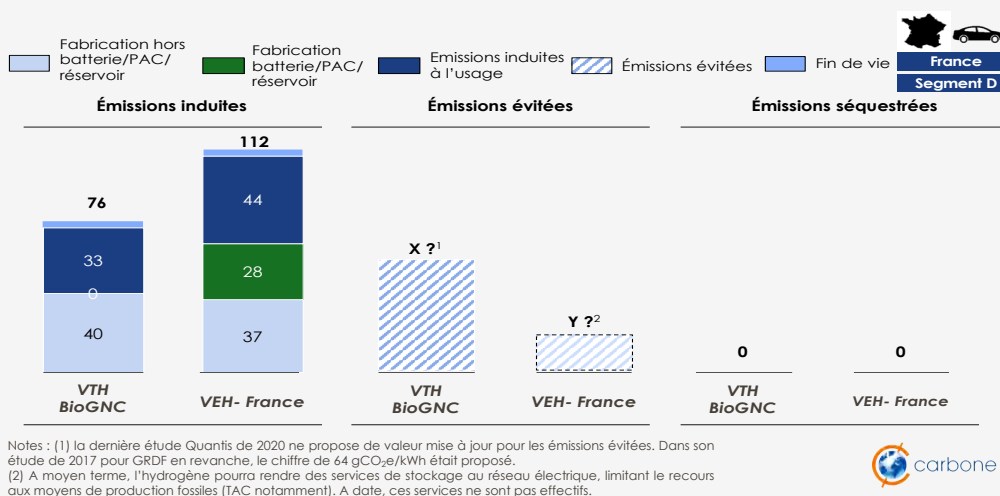 Fabrication hors
batterie/PAC/
réservoir
Fabrication
batterie/PAC/
réservoir
Emissions induites
à l'usage
Émissions évitées
Fin de vie
France
Segment D
Émissions induites
Émissions évitées
Émissions séquestrées
76
33
0
40
112
44
28
37
X ?¹
Y ?²
0
0
VTH
BioGNC
VEH- France
VTH
BioGNC
VEH- France
VTH
BioGNC
VEH- France
Notes : (1) la dernière étude Quantis de 2020 ne propose de valeur mise à jour pour les émissions évitées. Dans son
étude de 2017 pour GRDF en revanche, le chiffre de 64 gCO₂e/kWh était proposé.
(2) A moyen terme, l'hydrogène pourra rendre des services de stockage au réseau électrique, limitant le recours
aux moyens de production fossiles (TAC notamment). A date, ces services ne sont pas effectifs.
carbone